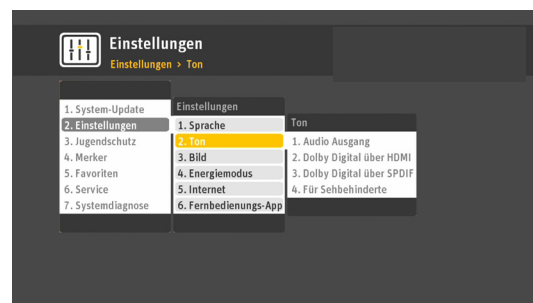 Einstellungen
Einstellungen > Ton
1. System-Update
2. Einstellungen
3. Jugendschutz
4. Merker
5. Favoriten
6. Service
7. Systemdiagnose
Einstellungen
1. Sprache
2. Ton
3. Bild
4. Energiemodus
5. Internet
6. Fernbedienungs-App
Ton
1. Audio Ausgang
2. Dolby Digital über HDMI
3. Dolby Digital über SPDIF
4. Für Sehbehinderte